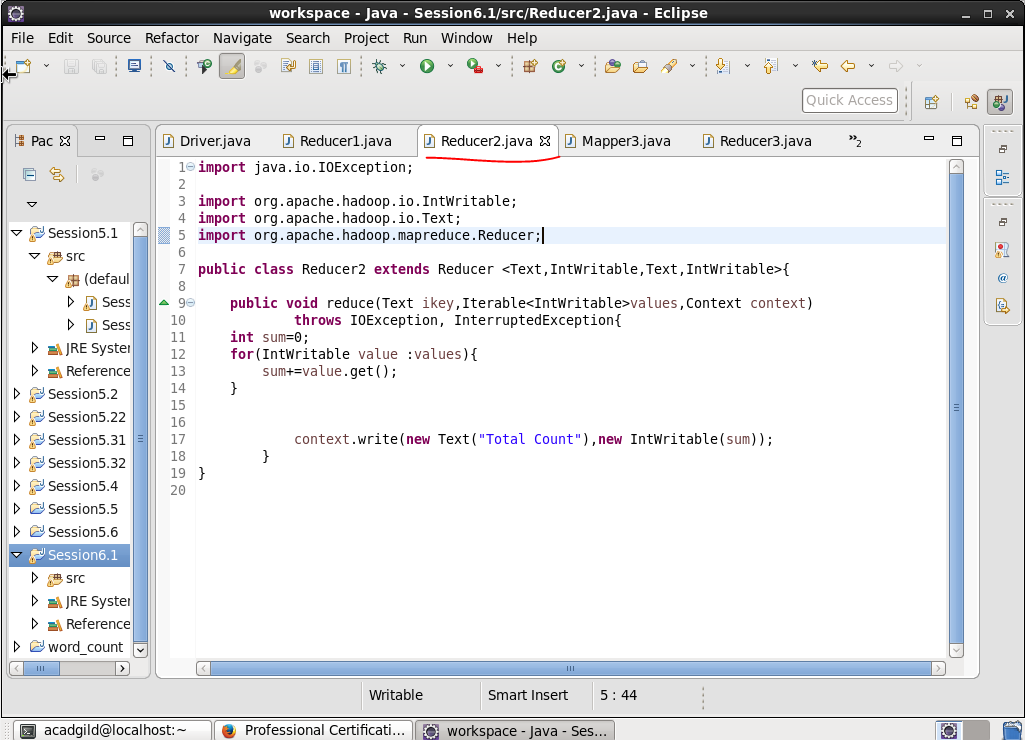 workspace - Java - Session6.1/src/Reducer2.java - Eclipse
File Edit Source Refactor Navigate Search Project Run Window Help
Quick Access
Pac
Driver.java Reducer1.java Reducer2.java Mapper3.java Reducer3.java »2
Session5.1
src
(defaul
Sess
Sess
JRE Syster
Reference
Session5.2
Session5.22
Session5.31
Session5.32
Session5.4
Session5.5
Session5.6
Session6.1
src
JRE Syster
Reference
word_count
1 import java.io.IOException;
2
3 import org.apache.hadoop.io.IntWritable;
4 import org.apache.hadoop.io.Text;
5 import org.apache.hadoop.mapreduce.Reducer;
6
7 public class Reducer2 extends Reducer <Text,IntWritable,Text,IntWritable>{
8
9     public void reduce(Text ikey,Iterable<IntWritable>values,Context context)
10             throws IOException, InterruptedException{
11     int sum=0;
12     for(IntWritable value :values){
13         sum+=value.get();
14     }
15
16
17             context.write(new Text("Total Count"),new IntWritable(sum));
18         }
19 }
20
Writable Smart Insert 5 : 44
acadgild@localhost:~ Professional Certificati... workspace - Java - Ses...